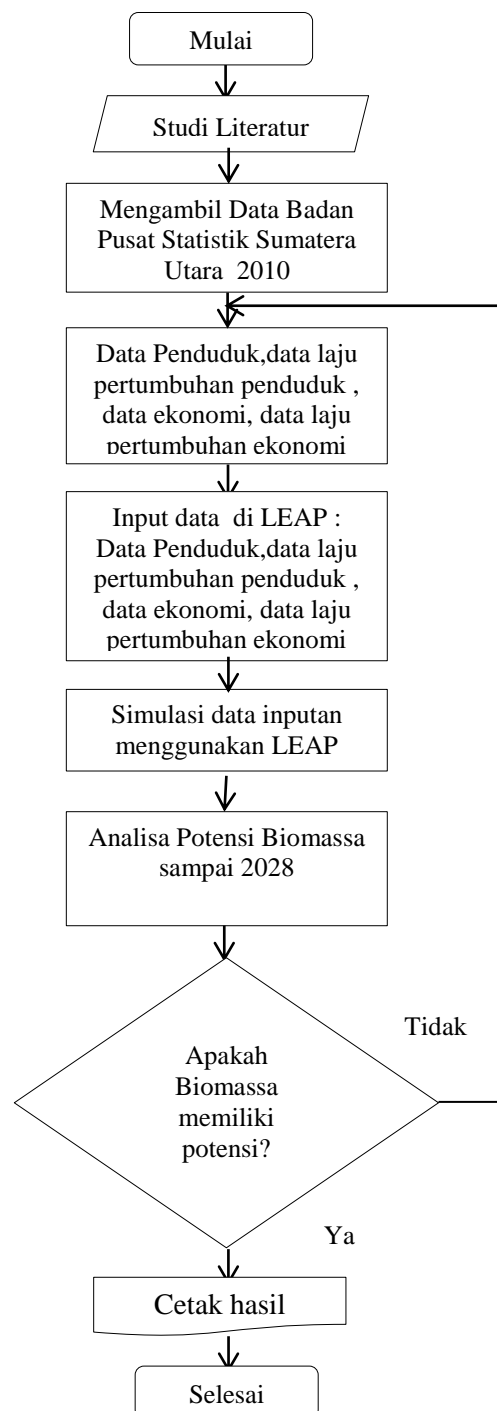 Mulai
Studi Literatur
Mengambil Data Badan
Pusat Statistik Sumatera
Utara 2010
Data Penduduk,data laju
pertumbuhan penduduk ,
data ekonomi, data laju
pertumbuhan ekonomi
Input data di LEAP :
Data Penduduk,data laju
pertumbuhan penduduk ,
data ekonomi, data laju
pertumbuhan ekonomi
Simulasi data inputan
menggunakan LEAP
Analisa Potensi Biomassa
sampai 2028
Tidak
Apakah
Biomassa
memiliki
potensi?
Ya
Cetak hasil
Selesai